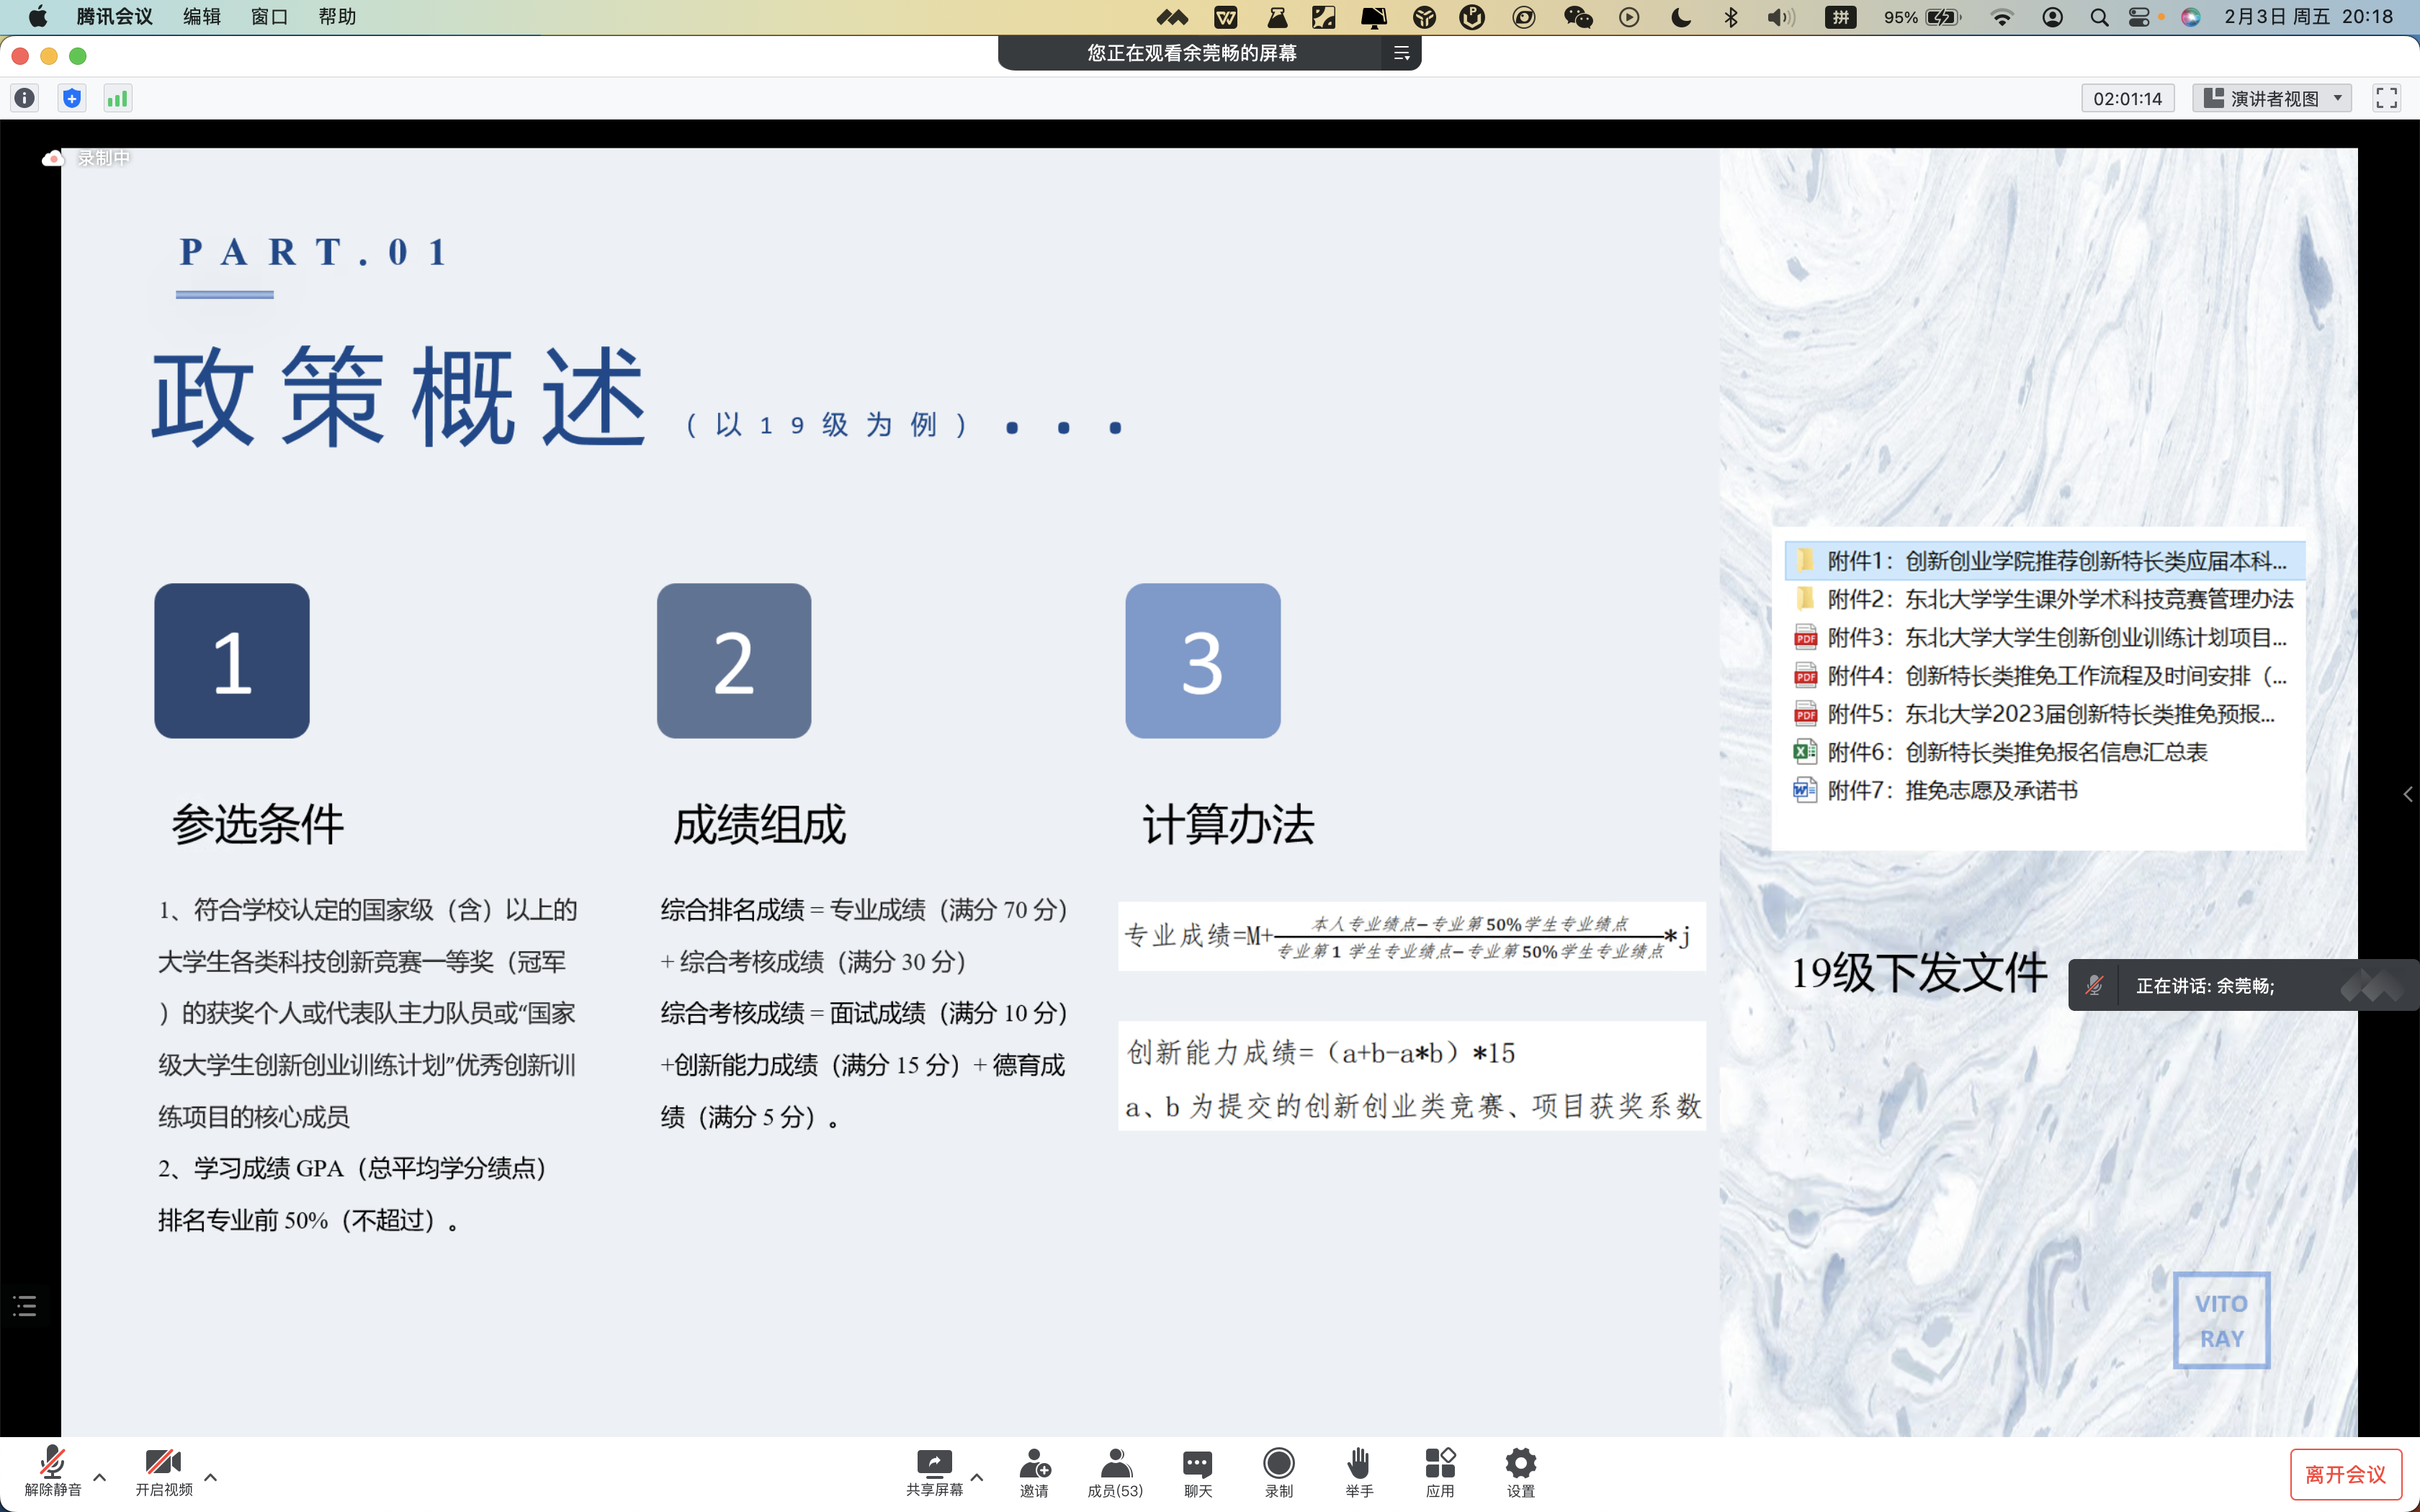 腾讯会议 编辑 窗口 帮助
拼 95% 2月3日 周五 20:18
您正在观看余莞畅的屏幕
02:01:14 演讲者视图
录制中
PART.01
政策概述 (以19级为例)...
1
2
3
参选条件
1、符合学校认定的国家级（含）以上的
大学生各类科技创新竞赛一等奖（冠军
）的获奖个人或代表队主力队员或“国家
级大学生创新创业训练计划”优秀创新训
练项目的核心成员
2、学习成绩 GPA（总平均学分绩点）
排名专业前 50%（不超过）。
成绩组成
综合排名成绩 = 专业成绩（满分 70 分）
+ 综合考核成绩（满分 30 分）
综合考核成绩 = 面试成绩（满分 10 分）
+创新能力成绩（满分 15 分）+ 德育成
绩（满分 5 分）。
计算办法
本人专业绩点−专业第50%学生专业绩点
专业成绩=M+ *j
专业第1 学生专业绩点−专业第50%学生专业绩点
创新能力成绩=（a+b-a*b）*15
a、b 为提交的创新创业类竞赛、项目获奖系数
附件1：创新创业学院推荐创新特长类应届本科...
附件2：东北大学学生课外学术科技竞赛管理办法
附件3：东北大学大学生创新创业训练计划项目...
附件4：创新特长类推免工作流程及时间安排（...
附件5：东北大学2023届创新特长类推免预报...
附件6：创新特长类推免报名信息汇总表
附件7：推免志愿及承诺书
19级下发文件
正在讲话: 余莞畅;
VITO
RAY
解除静音 开启视频 共享屏幕 邀请 成员(53) 聊天 录制 举手 应用 设置 离开会议